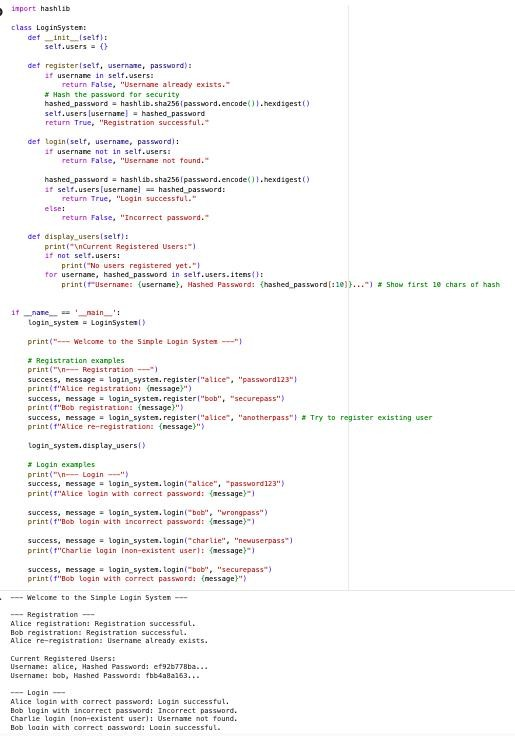 import hashlib
class LoginSystem:
    def __init__(self):
        self.users = {}
    def register(self, username, password):
        if username in self.users:
            return False, "Username already exists."
        # Hash the password for security
        hashed_password = hashlib.sha256(password.encode()).hexdigest()
        self.users[username] = hashed_password
        return True, "Registration successful."
    def login(self, username, password):
        if username not in self.users:
            return False, "Username not found."
        hashed_password = hashlib.sha256(password.encode()).hexdigest()
        if self.users[username] == hashed_password:
            return True, "Login successful."
        else:
            return False, "Incorrect password."
    def display_users(self):
        print("\nCurrent Registered Users:")
        if not self.users:
            print("No users registered yet.")
        for username, hashed_password in self.users.items():
            print(f"Username: {username}, Hashed Password: {hashed_password[:10]}...") # Show first 10 chars of hash
if __name__ == '__main__':
    login_system = LoginSystem()
    print("--- Welcome to the Simple Login System ---")
    # Registration examples
    print("\n--- Registration ---")
    success, message = login_system.register("alice", "password123")
    print(f"Alice registration: {message}")
    success, message = login_system.register("bob", "securepass")
    print(f"Bob registration: {message}")
    success, message = login_system.register("alice", "anotherpass") # Try to register existing user
    print(f"Alice re-registration: {message}")
    login_system.display_users()
    # Login examples
    print("\n--- Login ---")
    success, message = login_system.login("alice", "password123")
    print(f"Alice login with correct password: {message}")
    success, message = login_system.login("bob", "wrongpass")
    print(f"Bob login with incorrect password: {message}")
    success, message = login_system.login("charlie", "newuserpass")
    print(f"Charlie login (non-existent user): {message}")
    success, message = login_system.login("bob", "securepass")
    print(f"Bob login with correct password: {message}")
--- Welcome to the Simple Login System ---
--- Registration ---
Alice registration: Registration successful.
Bob registration: Registration successful.
Alice re-registration: Username already exists.
Current Registered Users:
Username: alice, Hashed Password: ef92b778ba...
Username: bob, Hashed Password: fbb4a8a163...
--- Login ---
Alice login with correct password: Login successful.
Bob login with incorrect password: Incorrect password.
Charlie login (non-existent user): Username not found.
Bob login with correct password: Login successful.